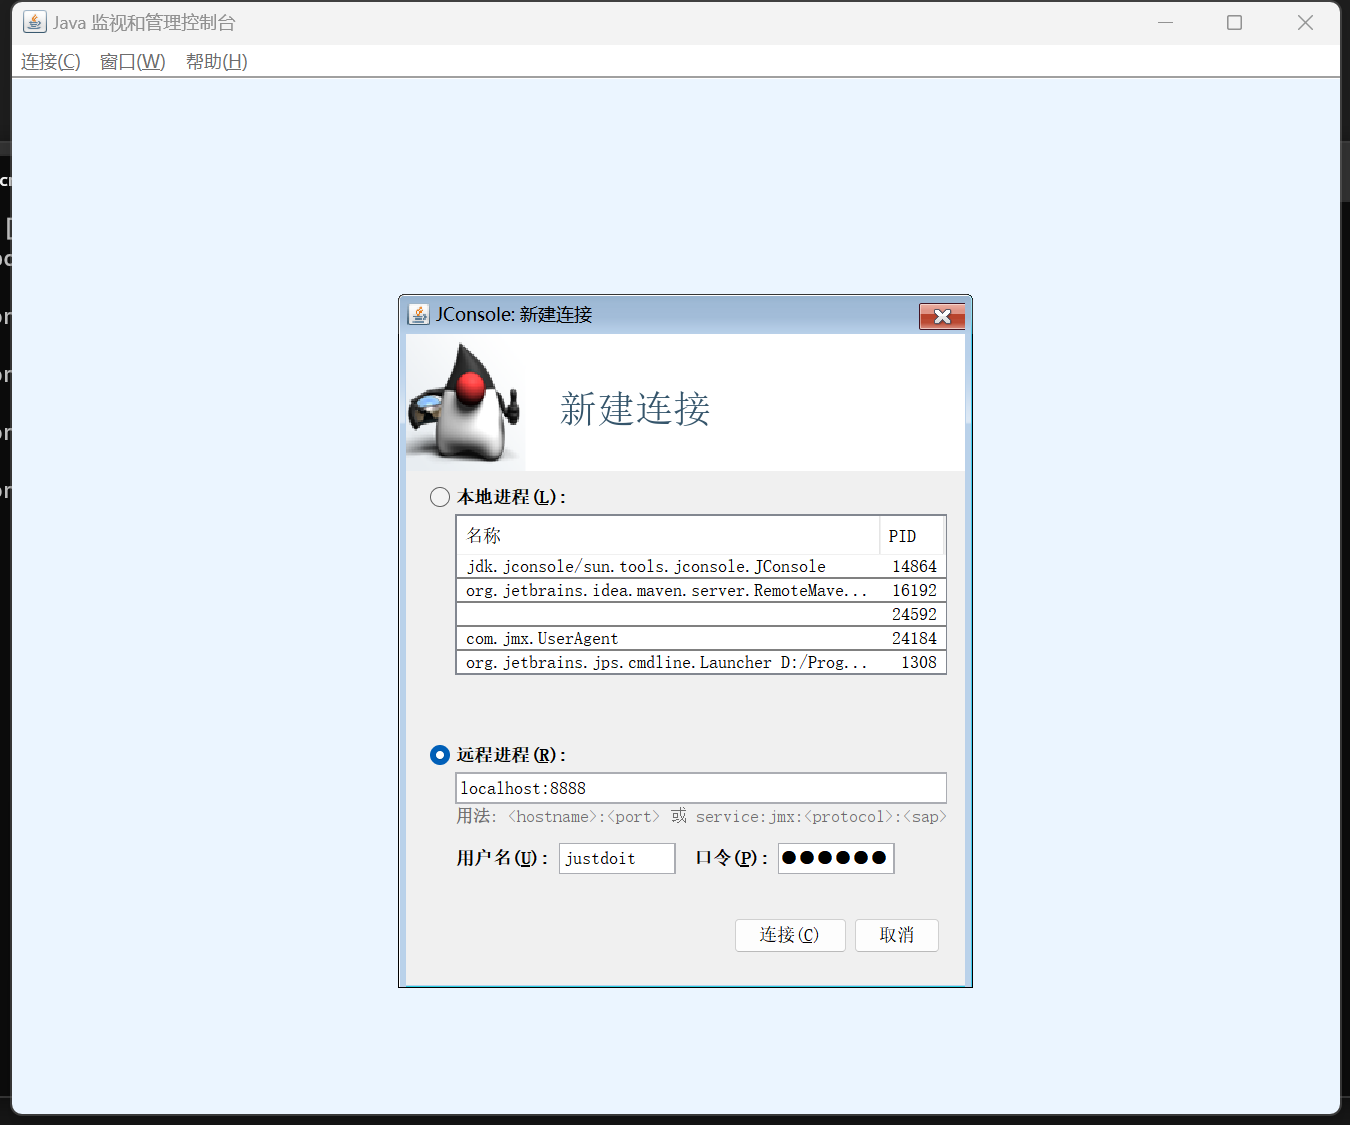 Java 监视和管理控制台
连接(C) 窗口(W) 帮助(H)
JConsole: 新建连接
新建连接
本地进程(L):
名称 PID
jdk.jconsole/sun.tools.jconsole.JConsole 14864
org.jetbrains.idea.maven.server.RemoteMave... 16192
24592
com.jmx.UserAgent 24184
org.jetbrains.jps.cmdline.Launcher D:/Prog... 1308
远程进程(R):
localhost:8888
用法: <hostname>:<port> 或 service:jmx:<protocol>:<sap>
用户名(U): justdoit 口令(P): ●●●●●●
连接(C) 取消